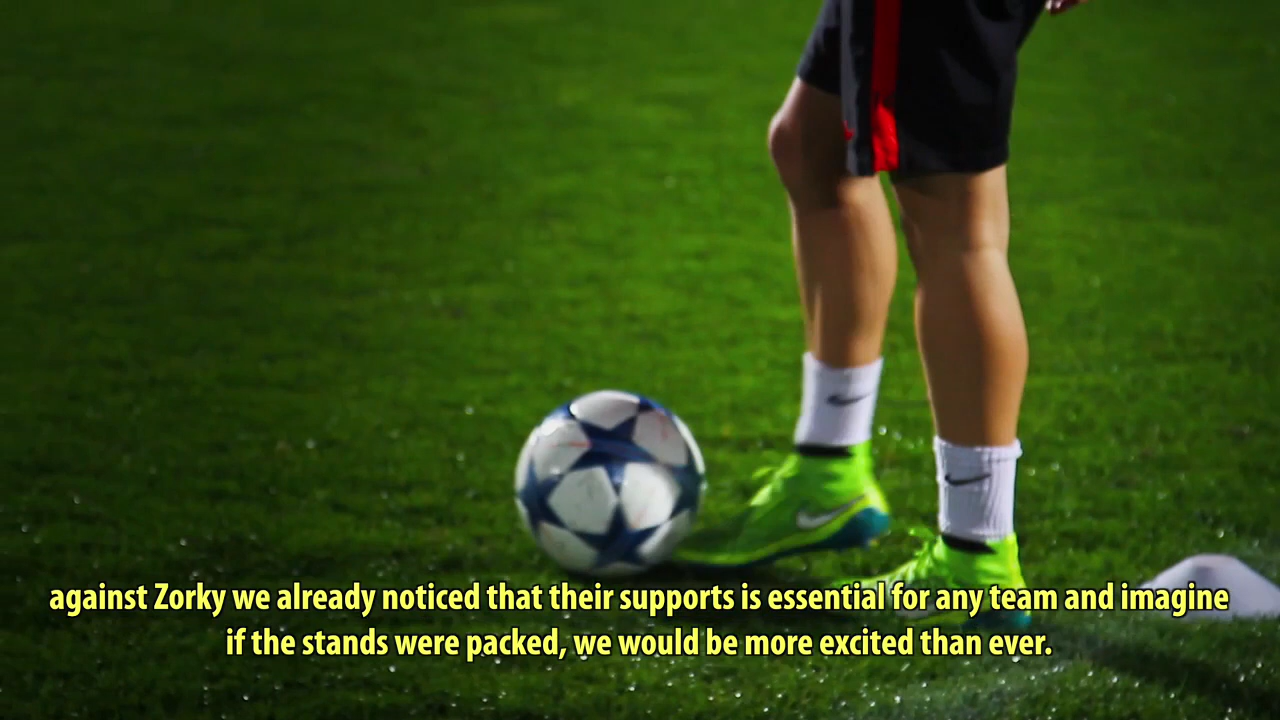 against Zorky we already noticed that their supports is essential for any team and imagine
if the stands were packed, we would be more excited than ever.